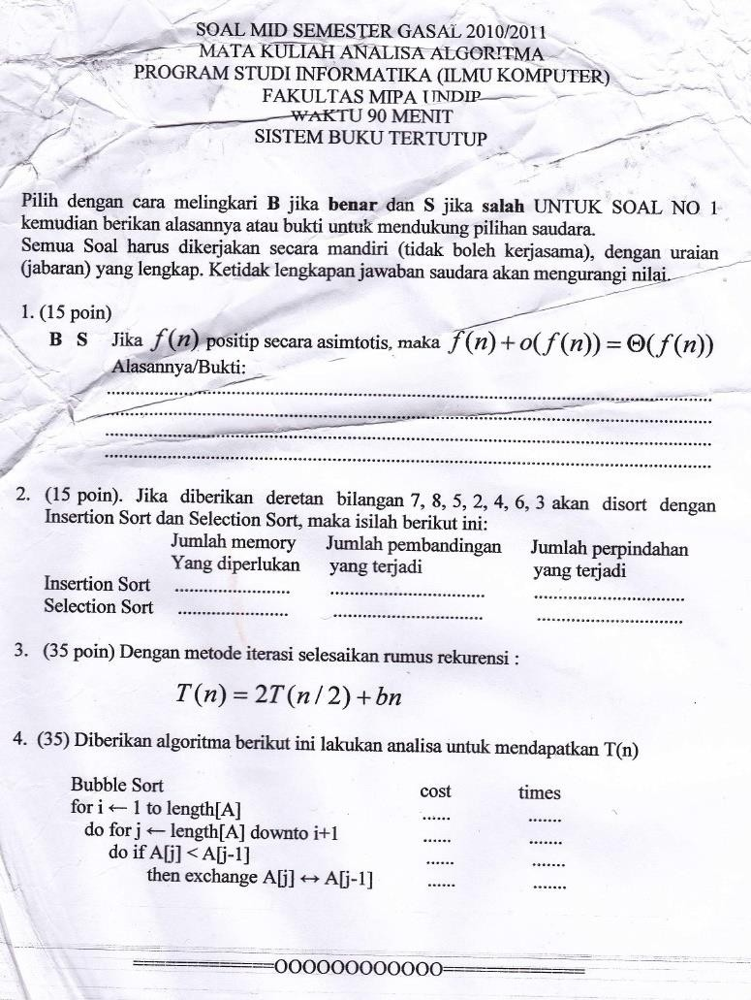 SOAL MID SEMESTER GASAL 2010/2011
MATA KULIAH ANALISA ALGORITMA
PROGRAM STUDI INFORMATIKA (ILMU KOMPUTER)
FAKULTAS MIPA UNDIP
WAKTU 90 MENIT
SISTEM BUKU TERTUTUP
Pilih dengan cara melingkari B jika benar dan S jika salah UNTUK SOAL NO 1
kemudian berikan alasannya atau bukti untuk mendukung pilihan saudara.
Semua Soal harus dikerjakan secara mandiri (tidak boleh kerjasama), dengan uraian
(jabaran) yang lengkap. Ketidak lengkapan jawaban saudara akan mengurangi nilai.
1. (15 poin)
B S Jika f(n) positip secara asimtotis, maka f(n) + o(f(n)) = Θ(f(n))
Alasannya/Bukti:
2. (15 poin). Jika diberikan deretan bilangan 7, 8, 5, 2, 4, 6, 3 akan disort dengan
Insertion Sort dan Selection Sort, maka isilah berikut ini:
Jumlah memory Jumlah pembandingan Jumlah perpindahan
Yang diperlukan yang terjadi yang terjadi
Insertion Sort ........................ ................................ ................................
Selection Sort ....................... ............................... ...............................
3. (35 poin) Dengan metode iterasi selesaikan rumus rekurensi :
T(n) = 2T(n/2) + bn
4. (35) Diberikan algoritma berikut ini lakukan analisa untuk mendapatkan T(n)
Bubble Sort cost times
for i ← 1 to length[A] ...... .......
do for j ← length[A] downto i+1 ...... .......
do if A[j] < A[j-1] ...... .......
then exchange A[j] ↔ A[j-1] ...... .......
===============OOOOOOOOOOOO===============